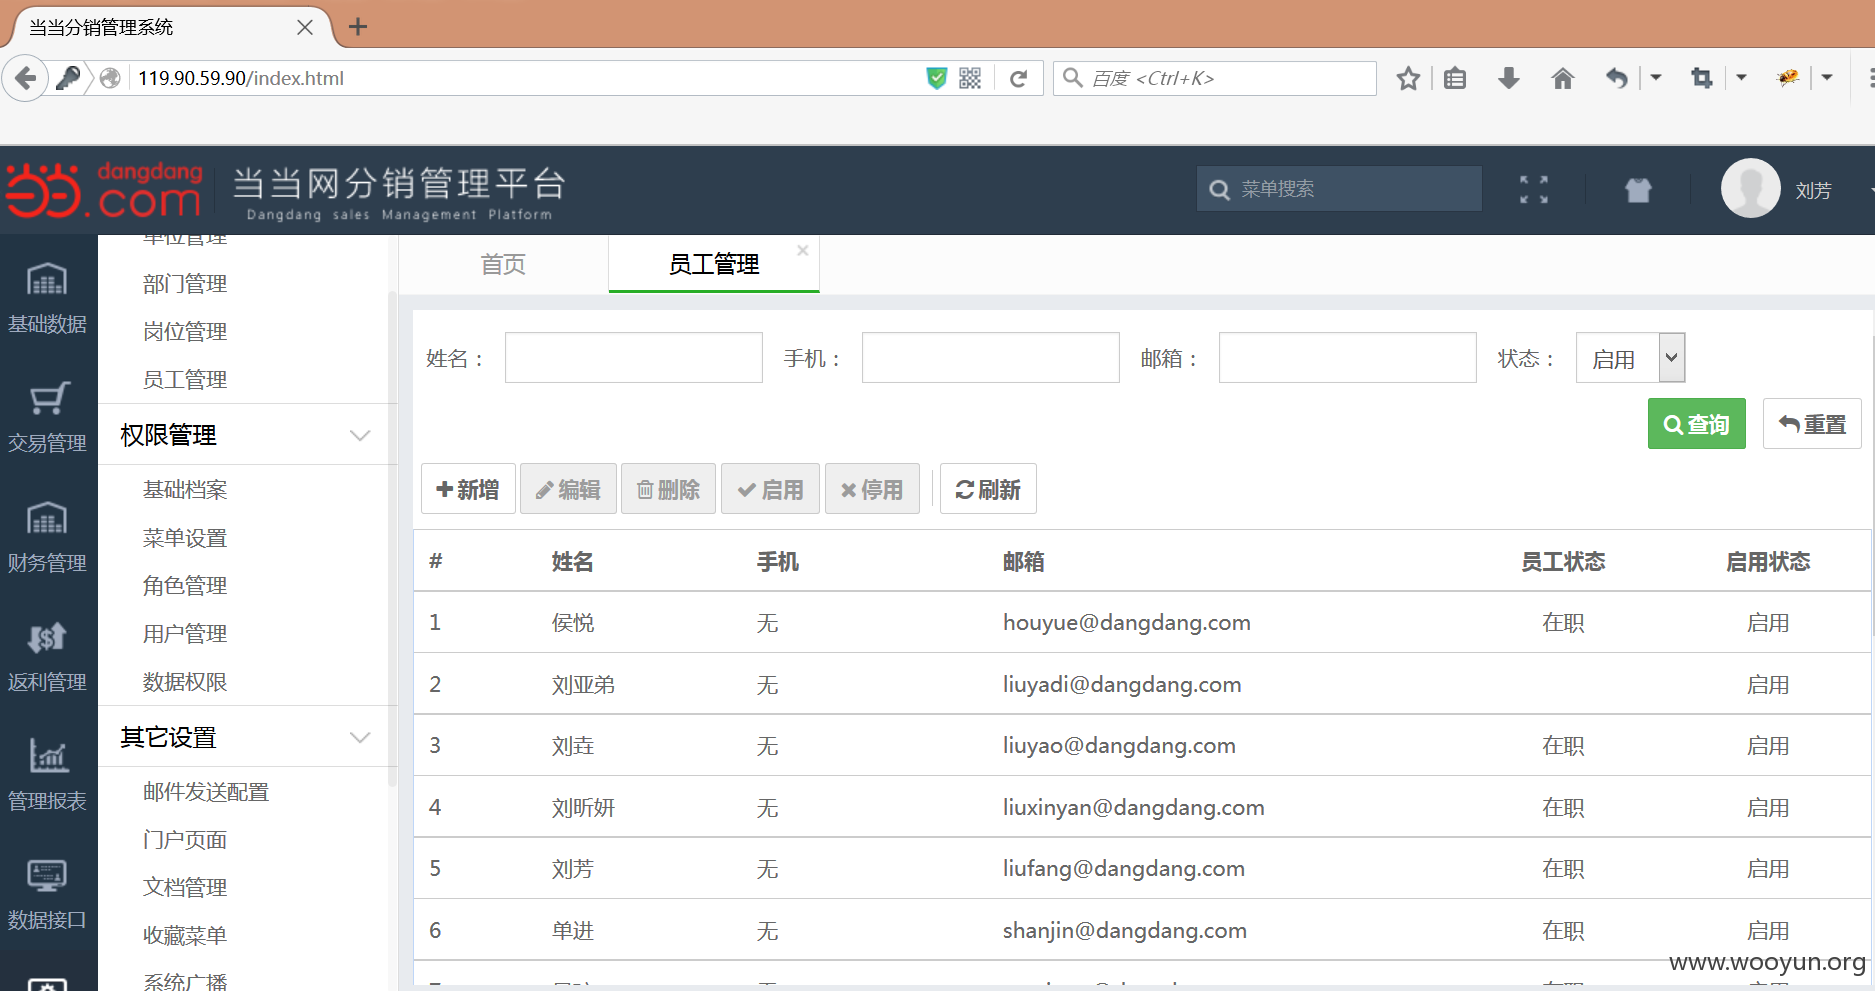 当当分销管理系统
119.90.59.90/index.html
百度 <Ctrl+K>
dangdang
.com
当当网分销管理平台
Dangdang sales Management Platform
菜单搜索
刘芳
基础数据
交易管理
财务管理
返利管理
管理报表
数据接口
单位管理
部门管理
岗位管理
员工管理
权限管理
基础档案
菜单设置
角色管理
用户管理
数据权限
其它设置
邮件发送配置
门户页面
文档管理
收藏菜单
系统广播
首页 员工管理
姓名： 手机： 邮箱： 状态： 启用
查询 重置
新增 编辑 删除 启用 停用 刷新
# 姓名 手机 邮箱 员工状态 启用状态
1 侯悦 无 houyue@dangdang.com 在职 启用
2 刘亚弟 无 liuyadi@dangdang.com 启用
3 刘垚 无 liuyao@dangdang.com 在职 启用
4 刘昕妍 无 liuxinyan@dangdang.com 在职 启用
5 刘芳 无 liufang@dangdang.com 在职 启用
6 单进 无 shanjin@dangdang.com 在职 启用
www.wooyun.org